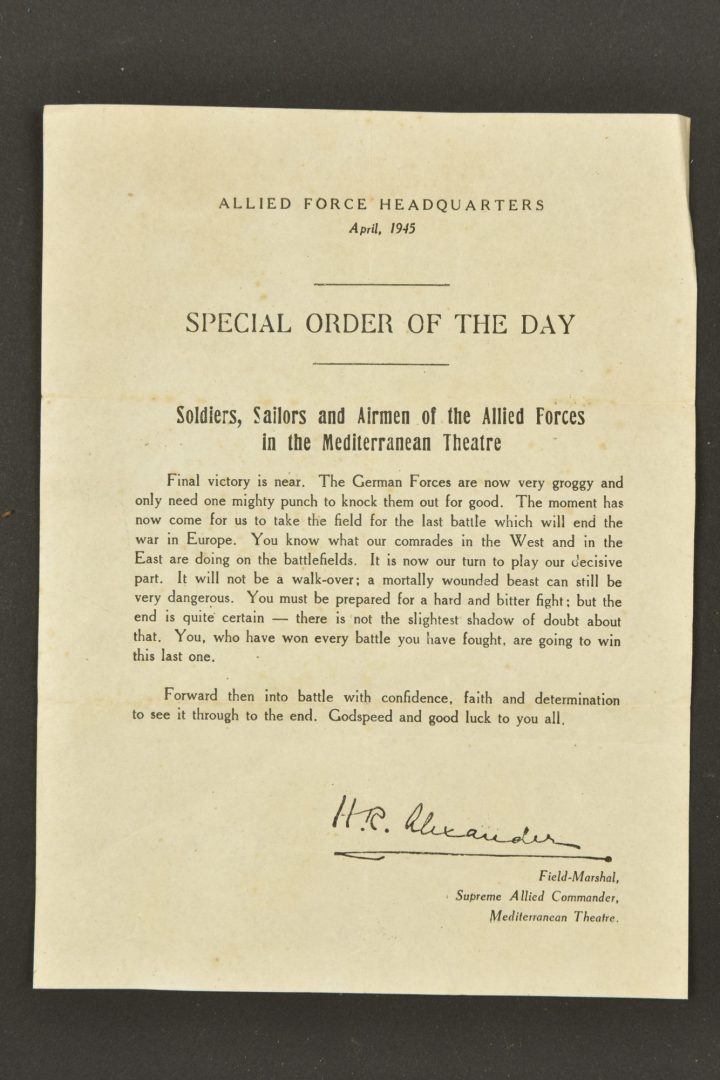 ALLIED FORCE HEADQUARTERS
April, 1945
SPECIAL ORDER OF THE DAY
Soldiers, Sailors and Airmen of the Allied Forces
in the Mediterranean Theatre
Final victory is near. The German Forces are now very groggy and
only need one mighty punch to knock them out for good. The moment has
now come for us to take the field for the last battle which will end the
war in Europe. You know what our comrades in the West and in the
East are doing on the battlefields. It is now our turn to play our decisive
part. It will not be a walk-over; a mortally wounded beast can still be
very dangerous. You must be prepared for a hard and bitter fight; but the
end is quite certain — there is not the slightest shadow of doubt about
that. You, who have won every battle you have fought, are going to win
this last one.
Forward then into battle with confidence, faith and determination
to see it through to the end. Godspeed and good luck to you all.
H.R. Alexander
Field-Marshal,
Supreme Allied Commander,
Mediterranean Theatre.